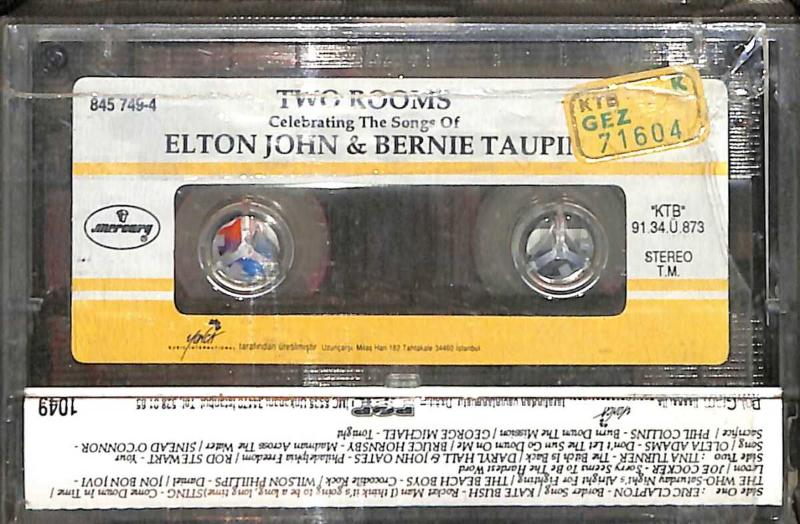 845 749-4
TWO ROOMS
Celebrating The Songs Of
ELTON JOHN & BERNIE TAUPI
KTB
K
GEZ
71604
mercury
"KTB"
91.34.Ü.873
STEREO
T.M.
Yonca
MUSIC INTERNATIONAL
tarafından üretilmiştir Uzunçarşı Milas Han 182 Tahtakale 34460 İstanbul
Side One : ERIC CLAPTON - Border Song / KATE BUSH - Rocket Man (I think it's going to be a long, long time) STING - Come Down in Time /
THE WHO-Saturday Night's Alright For Fighting / THE BEACH BOYS - Crocodile Rock / WILSON PHILLIPS - Daniel / JON BON JOVI -
Levon JOE COCKER - Sorry Seems To Be The Hardest Word
Side Two : TINA TURNER - The Bitch is Back / DARYL HALL & JOHN OATES - Philadelphia Freedom / ROD STEWART - Your
Song / OLETA ADAMS - Don't Let The Sun Go Down On Me / BRUCE HORNSBY - Madman Across The Water / SINEAD O'CONNOR -
Sacrifice / PHIL COLLINS - Burn Down The Mission / GEORGE MICHAEL - Tonight
Yonca
1049